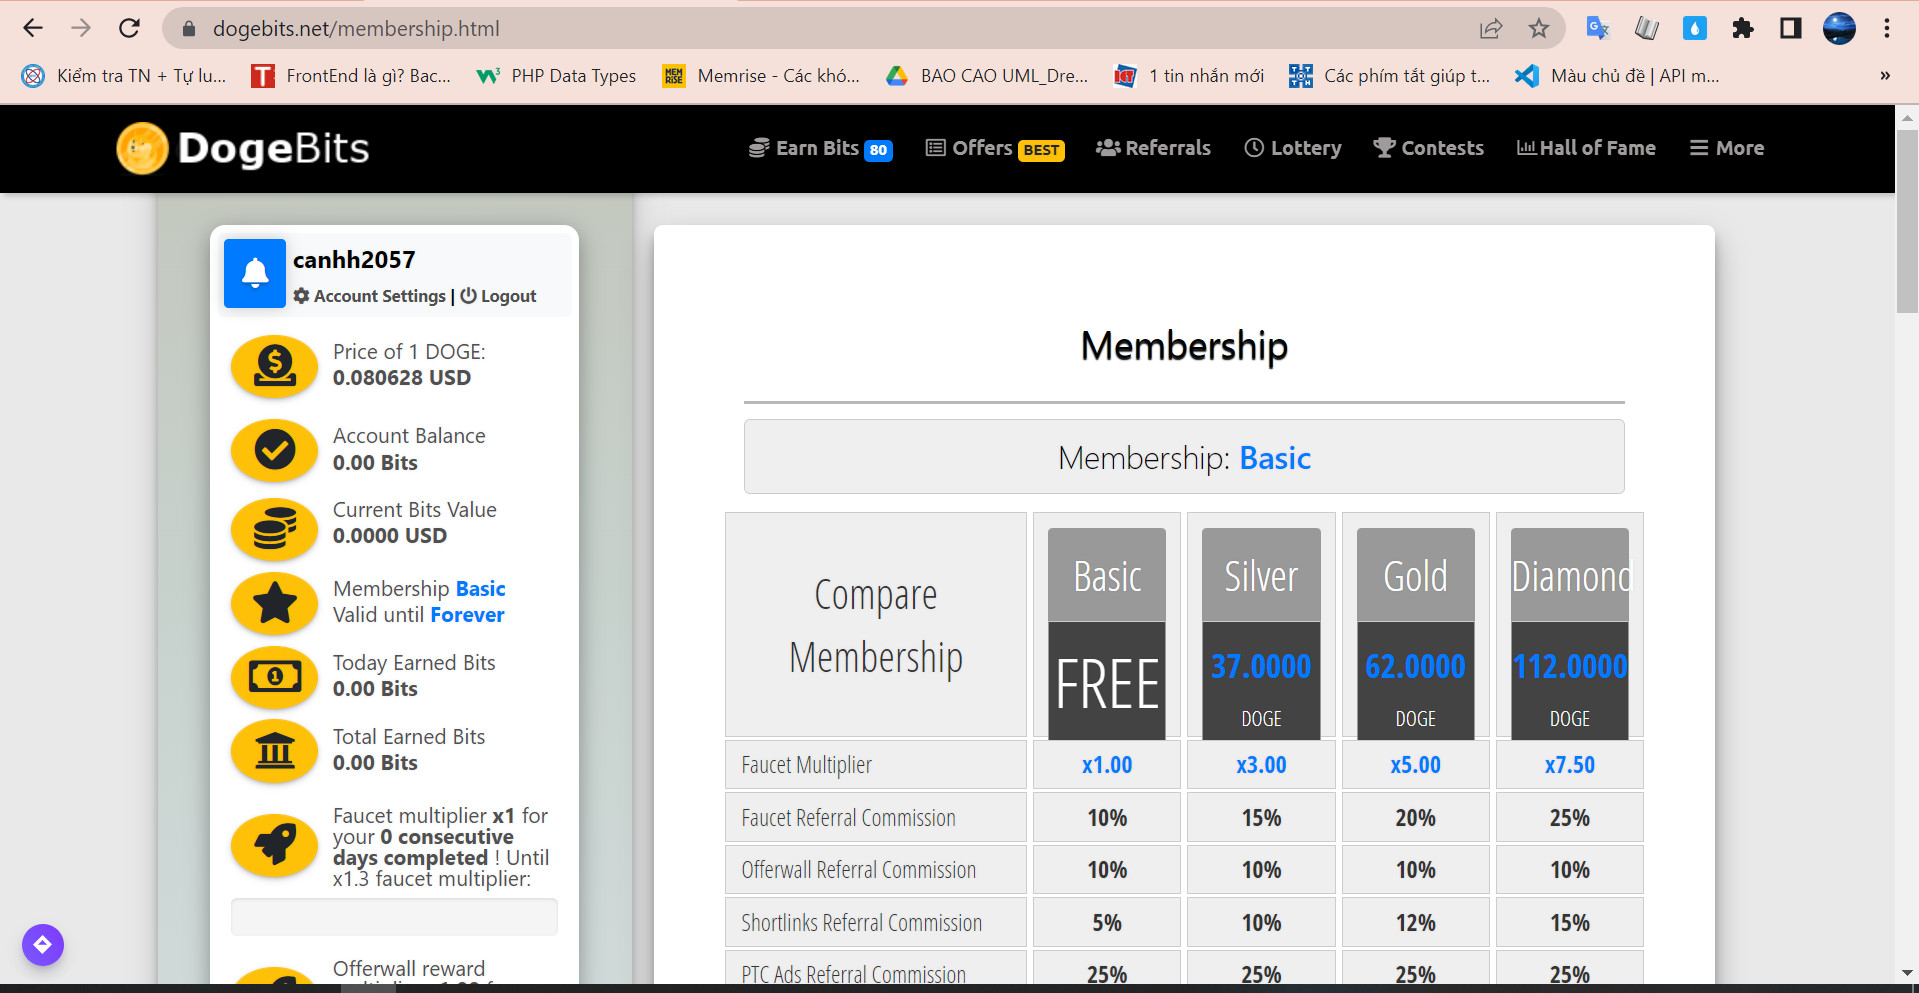 dogebits.net/membership.html
Kiểm tra TN + Tự lu...
FrontEnd là gì? Bac...
PHP Data Types
Memrise - Các khó...
BAO CAO UML_Dre...
1 tin nhắn mới
Các phím tắt giúp t...
Màu chủ đề | API m...
»
DogeBits
Earn Bits 80
Offers BEST
Referrals
Lottery
Contests
Hall of Fame
More
canhh2057
Account Settings | Logout
Price of 1 DOGE:
0.080628 USD
Account Balance
0.00 Bits
Current Bits Value
0.0000 USD
Membership Basic
Valid until Forever
Today Earned Bits
0.00 Bits
Total Earned Bits
0.00 Bits
Faucet multiplier x1 for
your 0 consecutive
days completed ! Until
x1.3 faucet multiplier:
Offerwall reward
Membership
Membership: Basic
Compare
Membership
Basic
FREE
Silver
37.0000
DOGE
Gold
62.0000
DOGE
Diamond
112.0000
DOGE
Faucet Multiplier x1.00 x3.00 x5.00 x7.50
Faucet Referral Commission 10% 15% 20% 25%
Offerwall Referral Commission 10% 10% 10% 10%
Shortlinks Referral Commission 5% 10% 12% 15%
PTC Ads Referral Commission 25% 25% 25% 25%